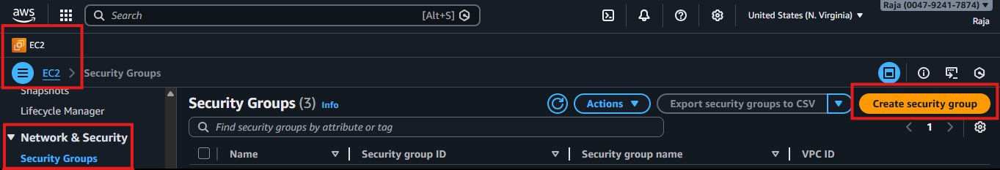 aws Search [Alt+S] United States (N. Virginia) Raja (0047-9241-7874)
Raja
EC2
EC2 > Security Groups
Snapshots
Lifecycle Manager
Network & Security
Security Groups
Security Groups (3) Info Actions Export security groups to CSV Create security group
Find security groups by attribute or tag 1
Name Security group ID Security group name VPC ID